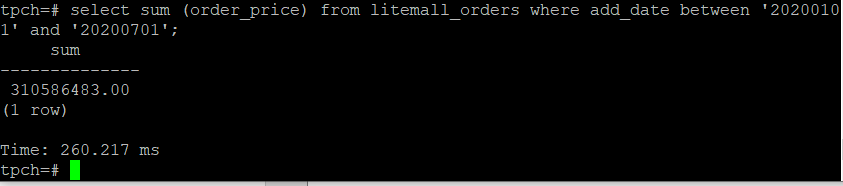 tpch=# select sum (order_price) from litemall_orders where add_date between '2020010
1' and '20200701';
     sum
--------------
 310586483.00
(1 row)

Time: 260.217 ms
tpch=#